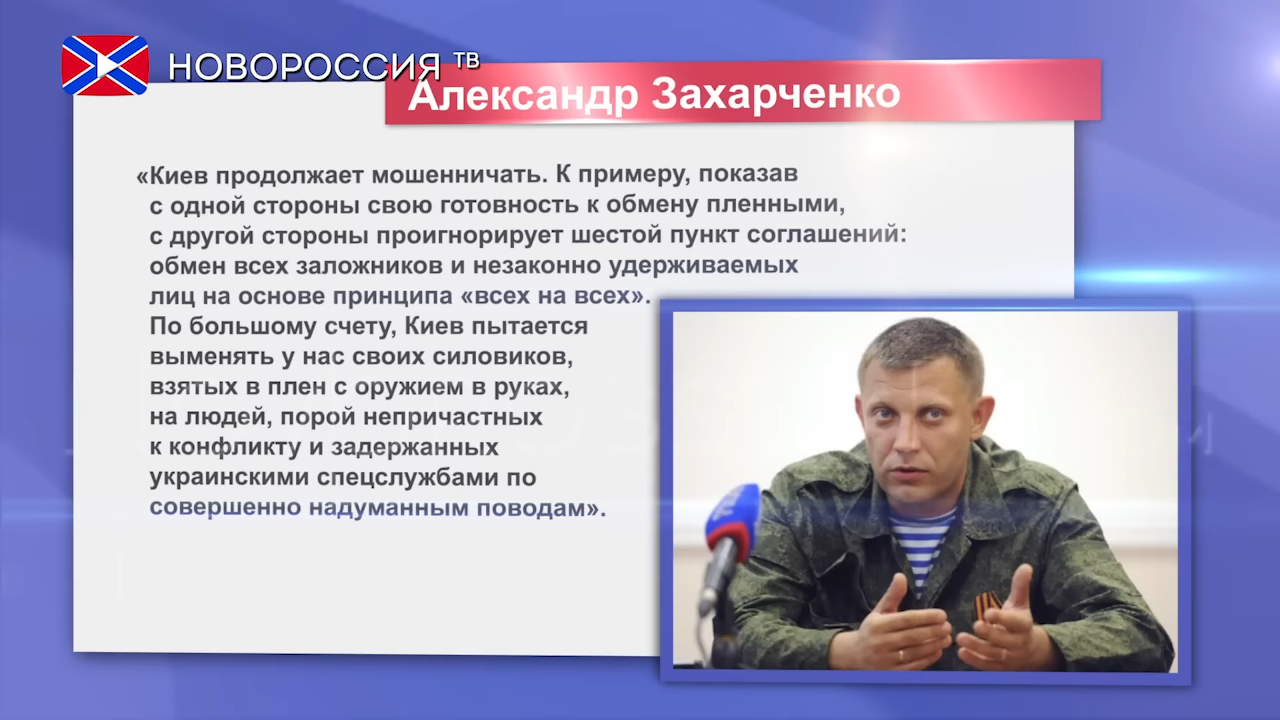 НОВОРОССИЯ ТВ
Александр Захарченко
«Киев продолжает мошенничать. К примеру, показав
с одной стороны свою готовность к обмену пленными,
с другой стороны проигнорирует шестой пункт соглашений:
обмен всех заложников и незаконно удерживаемых
лиц на основе принципа «всех на всех».
По большому счету, Киев пытается
выменять у нас своих силовиков,
взятых в плен с оружием в руках,
на людей, порой непричастных
к конфликту и задержанных
украинскими спецслужбами по
совершенно надуманным поводам».